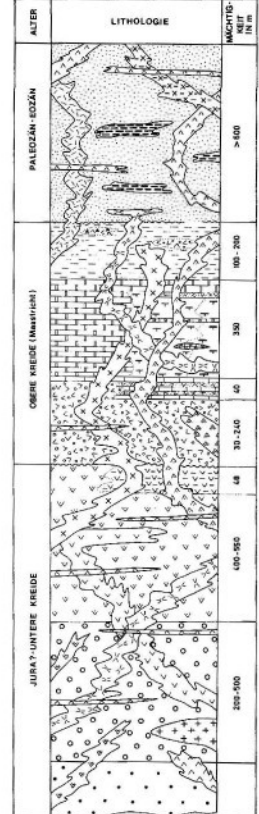 ALTER
LITHOLOGIE
MÄCHTIG-
KEIT
IN m
PALEOZÄN - EOZÄN
>600
OBERE KREIDE (Maastricht)
100-200
350
40
30-240
48
JURA?-UNTERE KREIDE
400-550
200-500